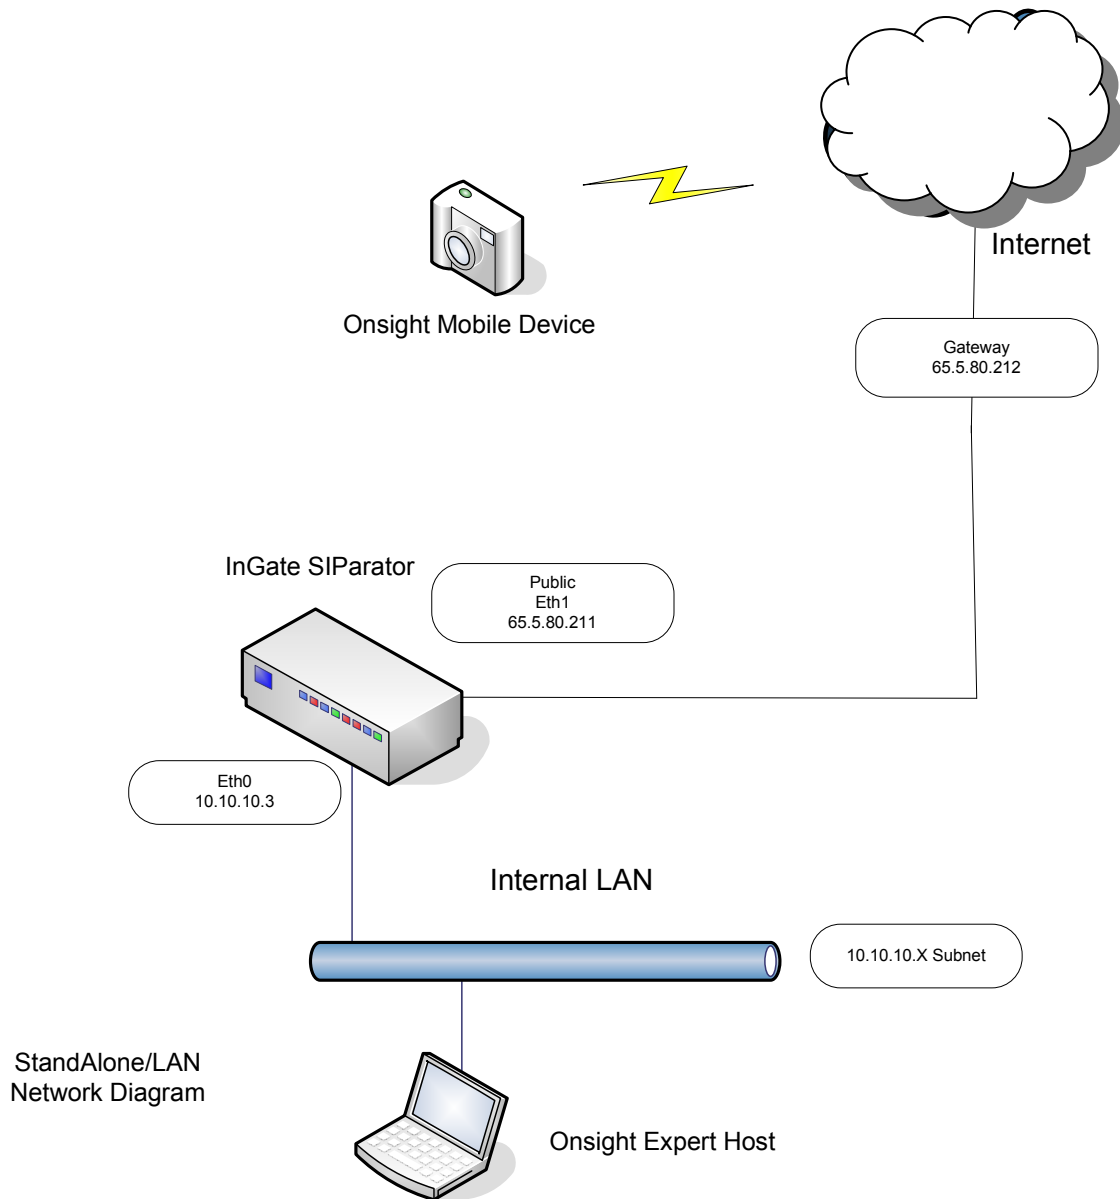 Internet
Onsight Mobile Device
Gateway
65.5.80.212
InGate SIParator
Public
Eth1
65.5.80.211
Eth0
10.10.10.3
Internal LAN
10.10.10.X Subnet
StandAlone/LAN
Network Diagram
Onsight Expert Host